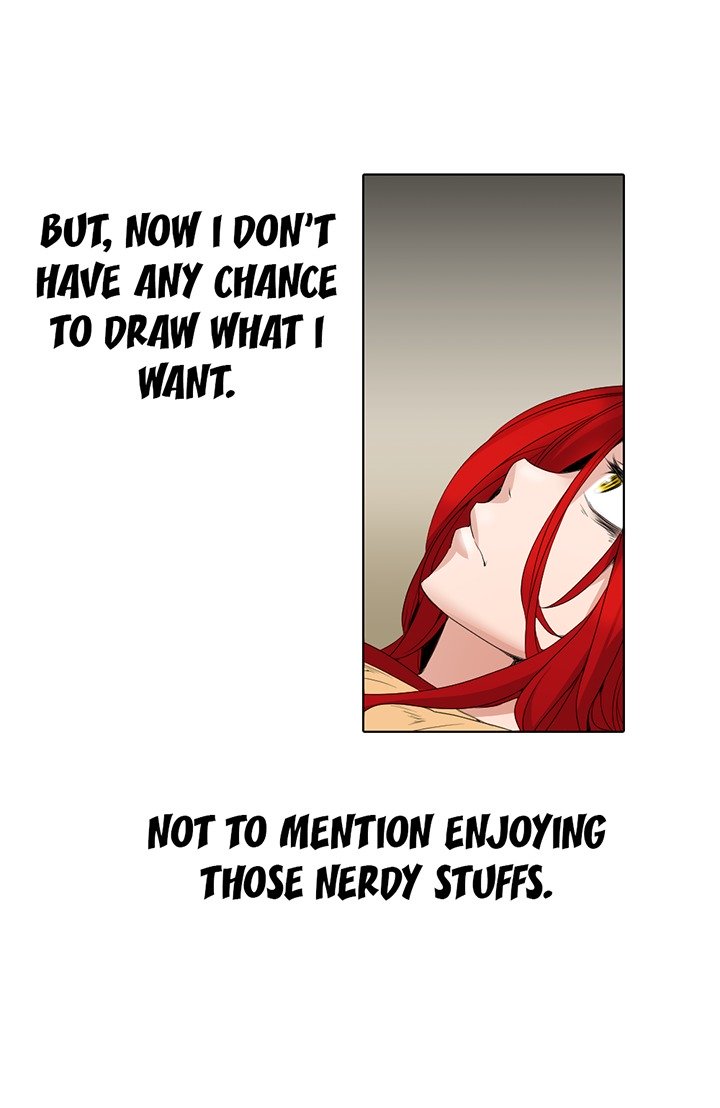 BUT, NOW I DON'T
HAVE ANY CHANCE
TO DRAW WHAT I
WANT.
NOT TO MENTION ENJOYING
THOSE NERDY STUFFS.